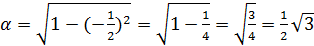 α = √(1 − (−1/2)²) = √(1 − 1/4) = √(3/4) = 1/2 √3